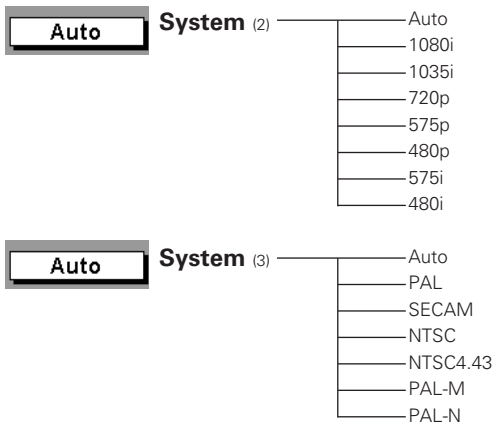 Auto
System (2)
Auto
1080i
1035i
720p
575p
480p
575i
480i
Auto
System (3)
Auto
PAL
SECAM
NTSC
NTSC4.43
PAL-M
PAL-N